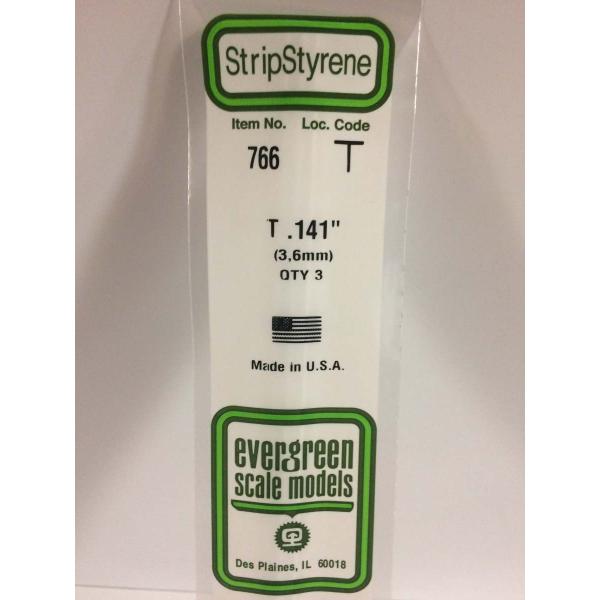 StripStyrene
Item No. Loc. Code
766 T
T .141"
(3,6mm)
QTY 3
Made in U.S.A.
evergreen
scale models
Des Plaines, IL 60018